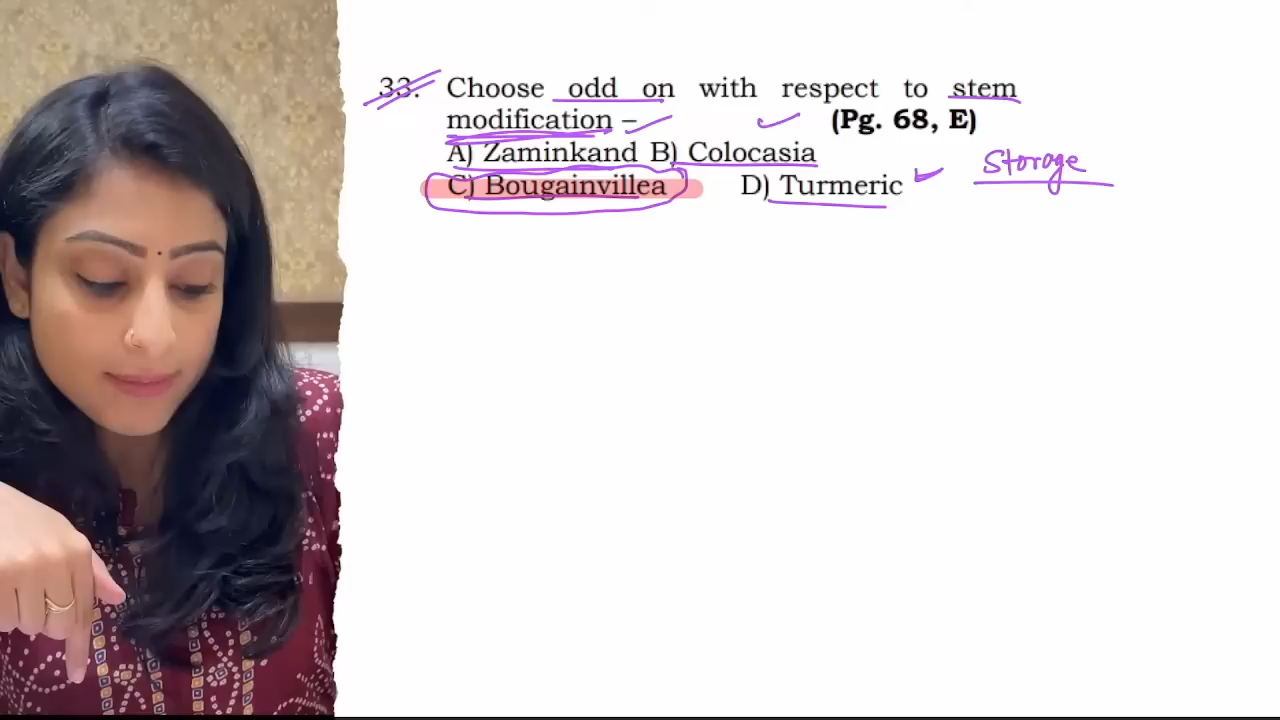 33. Choose odd on with respect to stem
modification – (Pg. 68, E)
A) Zaminkand B) Colocasia
C) Bougainvillea D) Turmeric
Storage